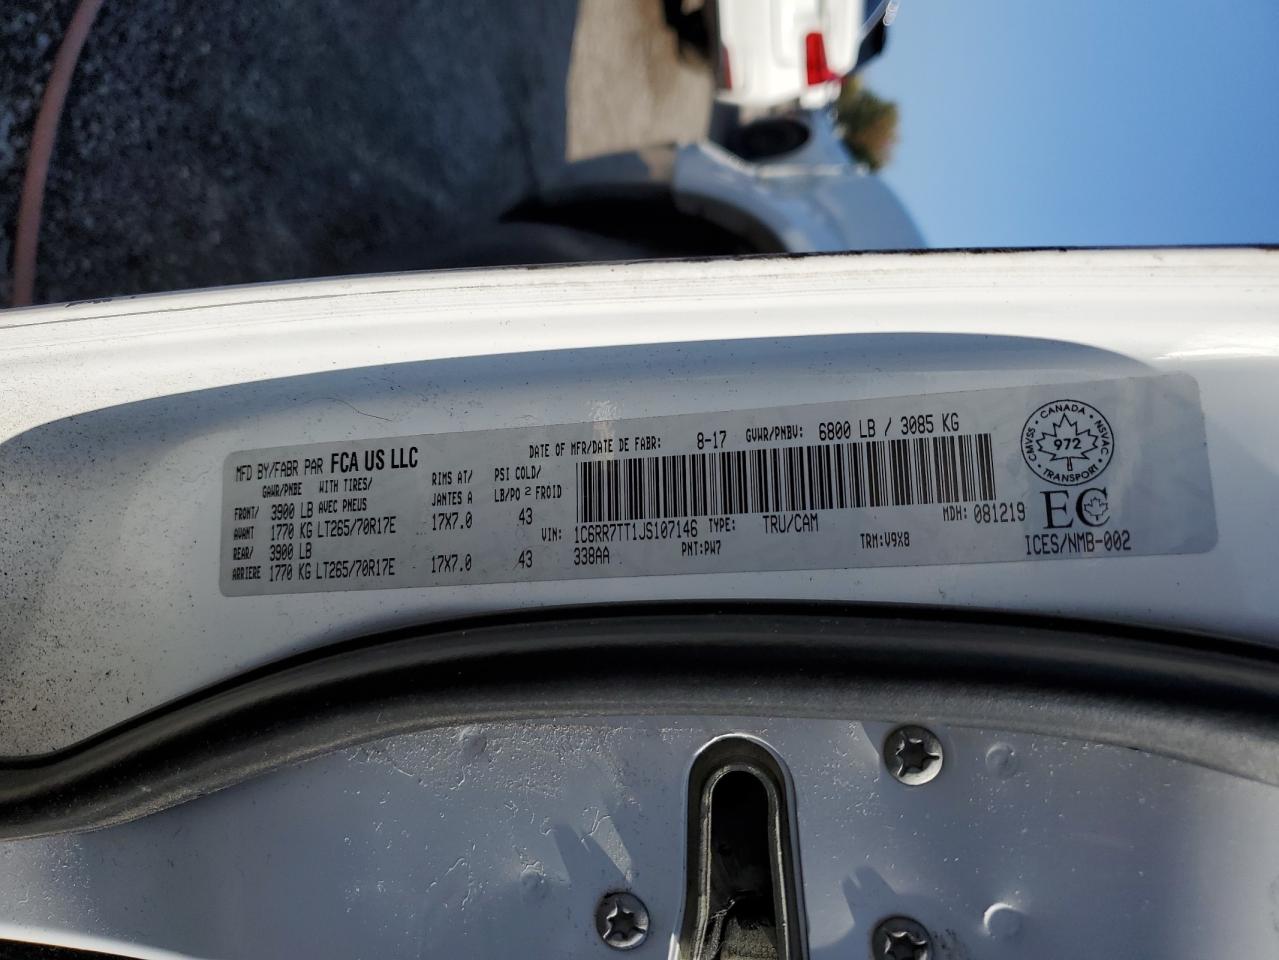 MFD BY/FABR PAR FCA US LLC
DATE OF MFR/DATE DE FABR: 8-17 GVWR/PNBV: 6800 LB / 3085 KG
GAWR/PNBE WITH TIRES/ AVEC PNEUS
RIMS AT/ JANTES A
PSI COLD/ LB/PO2 FROID
FRONT/ AVANT 3900 LB
1770 KG LT265/70R17E 17X7.0 43
REAR/ ARRIERE 3900 LB
1770 KG LT265/70R17E 17X7.0 43
VIN: 1C6RR7TT1JS107146 TYPE: TRU/CAM MDH: 081219
338AA PNT:PW7 TRM:V9X8
CANADA
CMVSS NSVAC
972
TRANSPORT
EC
ICES/NMB-002